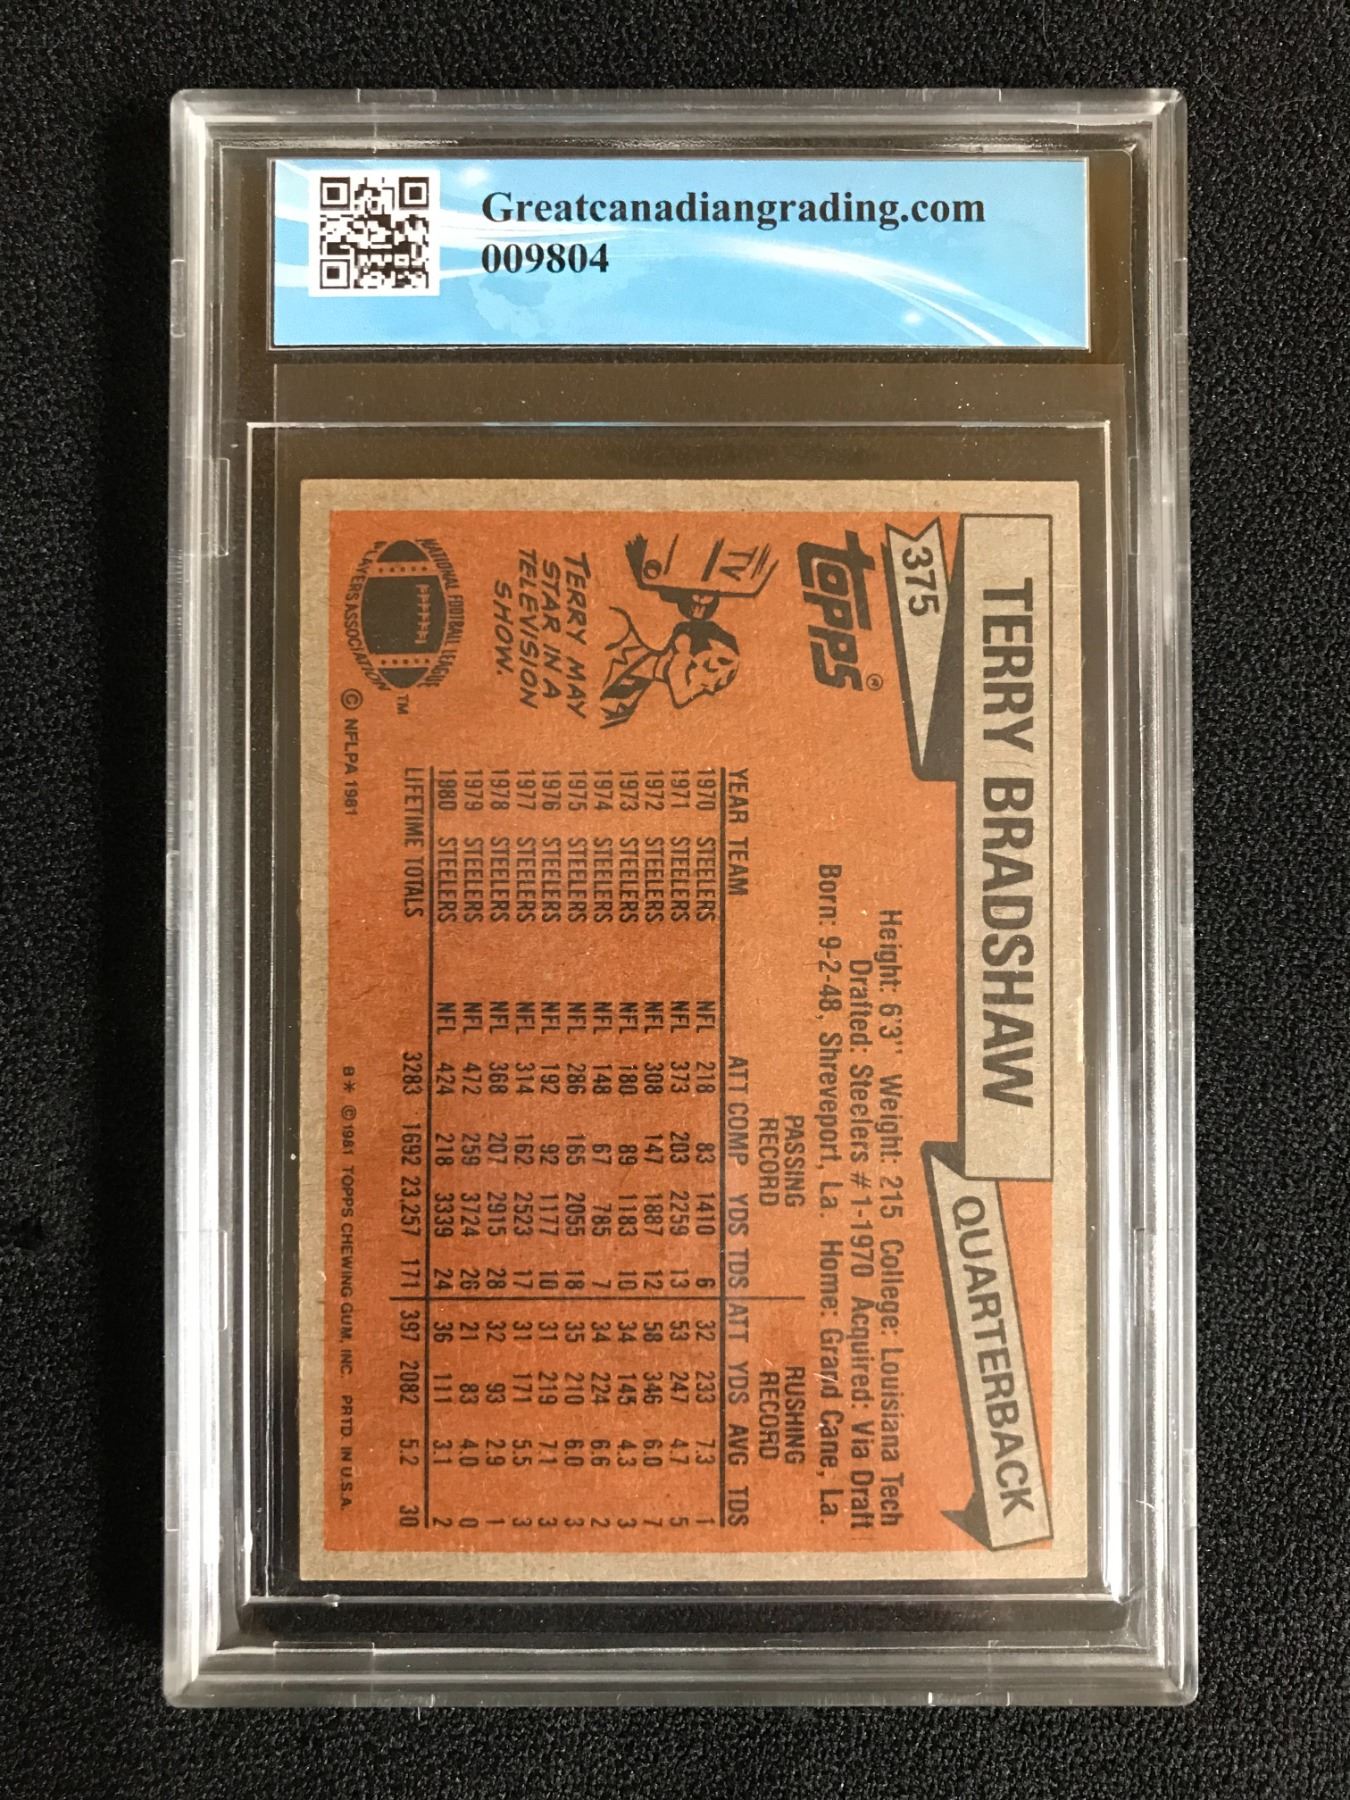 Greatcanadiangrading.com
009804
375
TERRY BRADSHAW
QUARTERBACK
TOPPS®
Height: 6'3" Weight: 215 College: Louisiana Tech
Drafted: Steelers #1-1970 Acquired: Via Draft
Born: 9-2-48, Shreveport, La. Home: Grand Cane, La.
TV
TERRY MAY
STAR IN A
TELEVISION
SHOW.
PASSING RECORD RUSHING RECORD
YEAR TEAM ATT COMP YDS TDS ATT YDS AVG TDS
1970 STEELERS NFL 218 83 1410 6 32 233 7.3 1
1971 STEELERS NFL 373 203 2259 13 53 247 4.7 5
1972 STEELERS NFL 308 147 1887 12 58 346 6.0 7
1973 STEELERS NFL 180 89 1183 10 34 145 4.3 3
1974 STEELERS NFL 148 67 785 7 34 224 6.6 2
1975 STEELERS NFL 286 165 2055 18 35 210 6.0 3
1976 STEELERS NFL 192 92 1177 10 31 219 7.1 3
1977 STEELERS NFL 314 162 2523 17 31 171 5.5 3
1978 STEELERS NFL 368 207 2915 28 32 93 2.9 1
1979 STEELERS NFL 472 259 3724 26 21 83 4.0 0
1980 STEELERS NFL 424 218 3339 24 36 111 3.1 2
LIFETIME TOTALS 3283 1692 23,257 171 397 2082 5.2 30
NATIONAL FOOTBALL LEAGUE
PLAYERS ASSOCIATION
TM
© NFLPA 1981
B* © 1981 TOPPS CHEWING GUM, INC. PRTD. IN U.S.A.